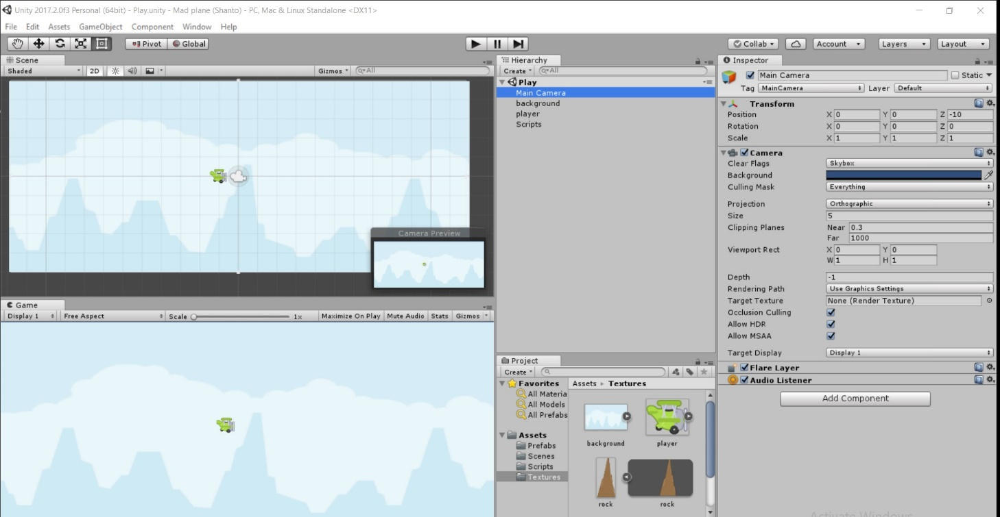 Unity 2017.2.0f3 Personal (64bit) - Play.unity - Mad plane (Shanto) - PC, Mac & Linux Standalone <DX11>
File Edit Assets GameObject Component Window Help
Pivot Global Collab Account Layers Layout
Scene
Shaded 2D Gizmos All
Camera Preview
Game
Display 1 Free Aspect Scale 1x Maximize On Play Mute Audio Stats Gizmos
Hierarchy
Create All
Play
Main Camera
background
player
Scripts
Project
Create
Favorites
All Materia
All Models
All Prefabs
Assets
Prefabs
Scenes
Scripts
Textures
Assets Textures
background player
rock rock
Inspector
Main Camera Static
Tag MainCamera Layer Default
Transform
Position X 0 Y 0 Z -10
Rotation X 0 Y 0 Z 0
Scale X 1 Y 1 Z 1
Camera
Clear Flags Skybox
Background
Culling Mask Everything
Projection Orthographic
Size 5
Clipping Planes Near 0.3
Far 1000
Viewport Rect X 0 Y 0
W 1 H 1
Depth -1
Rendering Path Use Graphics Settings
Target Texture None (Render Texture)
Occlusion Culling
Allow HDR
Allow MSAA
Target Display Display 1
Flare Layer
Audio Listener
Add Component
Activate Windows